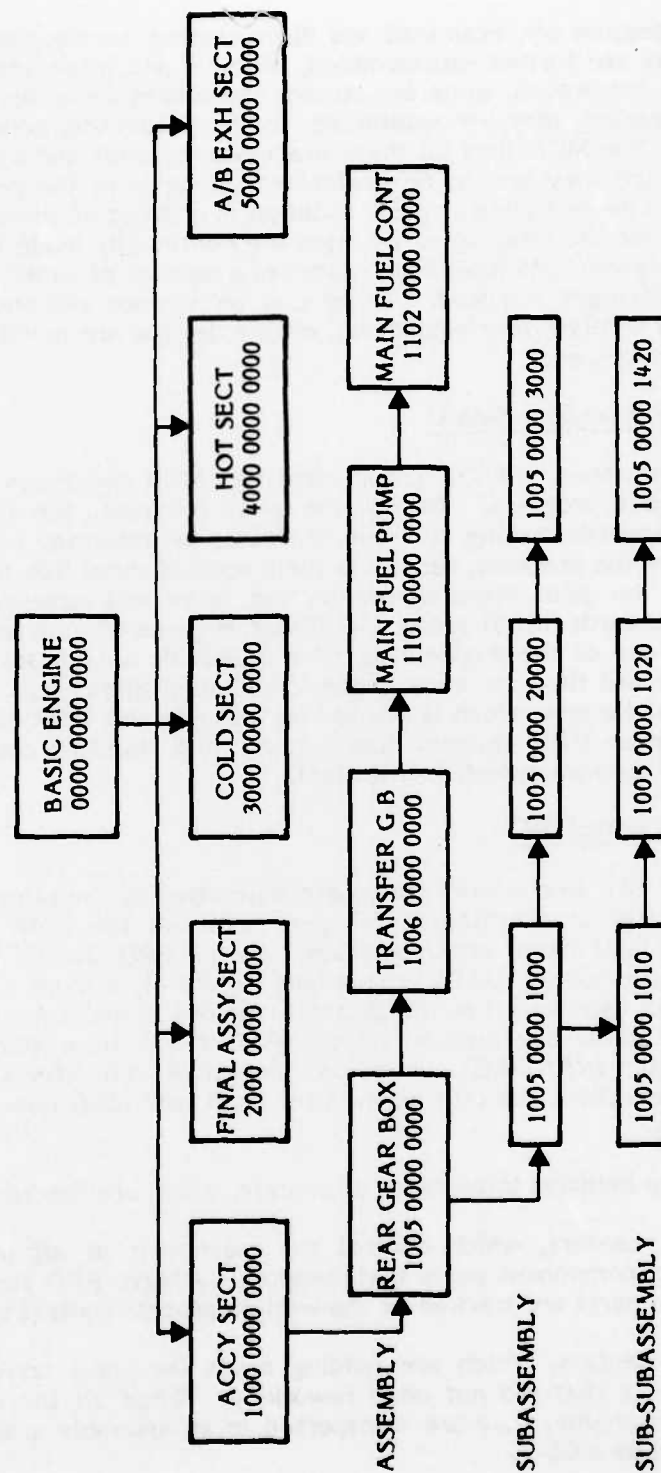 BASIC ENGINE
0000 0000 0000
ACCY SECT
1000 0000 0000
FINAL ASSY SECT
2000 0000 0000
COLD SECT
3000 0000 0000
HOT SECT
4000 0000 0000
A/B EXH SECT
5000 0000 0000
ASSEMBLY
REAR GEAR BOX
1005 0000 0000
TRANSFER G B
1006 0000 0000
MAIN FUEL PUMP
1101 0000 0000
MAIN FUEL CONT
1102 0000 0000
SUBASSEMBLY
1005 0000 1000
1005 0000 20000
1005 0000 3000
SUB-SUBASSEMBLY
1005 0000 1010
1005 0000 1020
1005 0000 1420